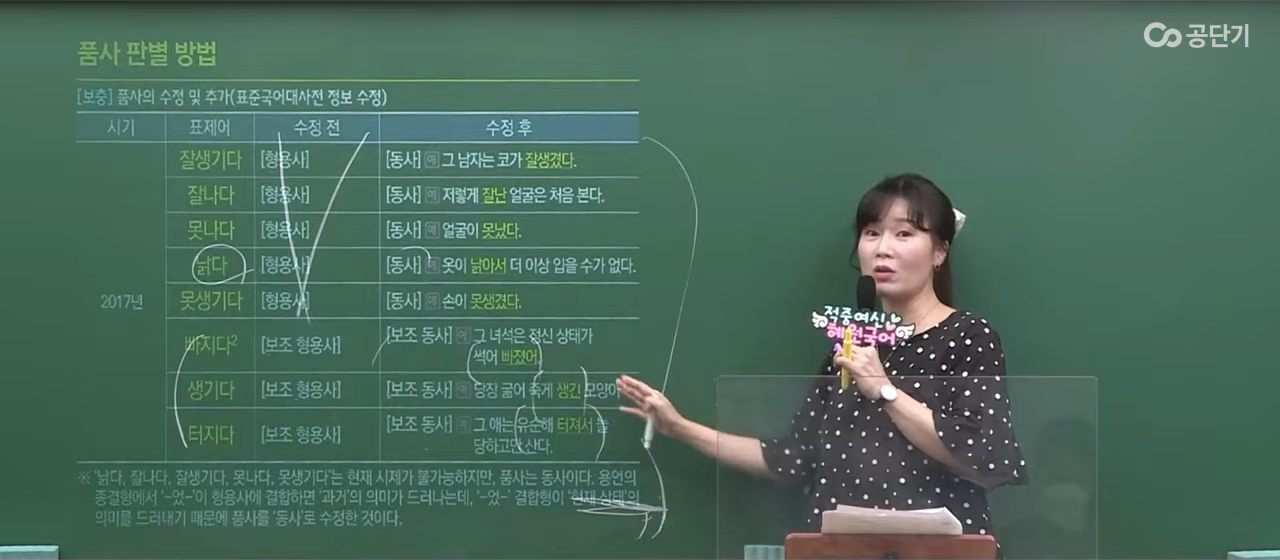 공단기
품사 판별 방법
[보충] 품사의 수정 및 추가(표준국어대사전 정보 수정)
시기 표제어 수정 전 수정 후
잘생기다 [형용사] [동사] 예 그 남자는 코가 잘생겼다.
잘나다 [형용사] [동사] 예 저렇게 잘난 얼굴은 처음 본다.
못나다 [형용사] [동사] 예 얼굴이 못났다.
낡다 [형용사] [동사] 예 옷이 낡아서 더 이상 입을 수가 없다.
2017년 못생기다 [형용사] [동사] 예 손이 못생겼다.
빠지다2 [보조 형용사] [보조 동사] 예 그 녀석은 정신 상태가
썩어 빠졌어.
생기다 [보조 형용사] [보조 동사] 예 당장 굶어 죽게 생긴 모양이
터지다 [보조 형용사] [보조 동사] 예 그 애는 유순해 터져서 늘
당하고만 산다.
※ '낡다, 잘나다, 잘생기다, 못나다, 못생기다'는 현재 시제가 불가능하지만, 품사는 동사이다. 용언의
종결형에서 '-었-'이 형용사에 결합하면 '과거'의 의미가 드러나는데, '-었-' 결합형이 '현재 상태'의
의미를 드러내기 때문에 품사를 '동사'로 수정한 것이다.
적중여신
혜원국어